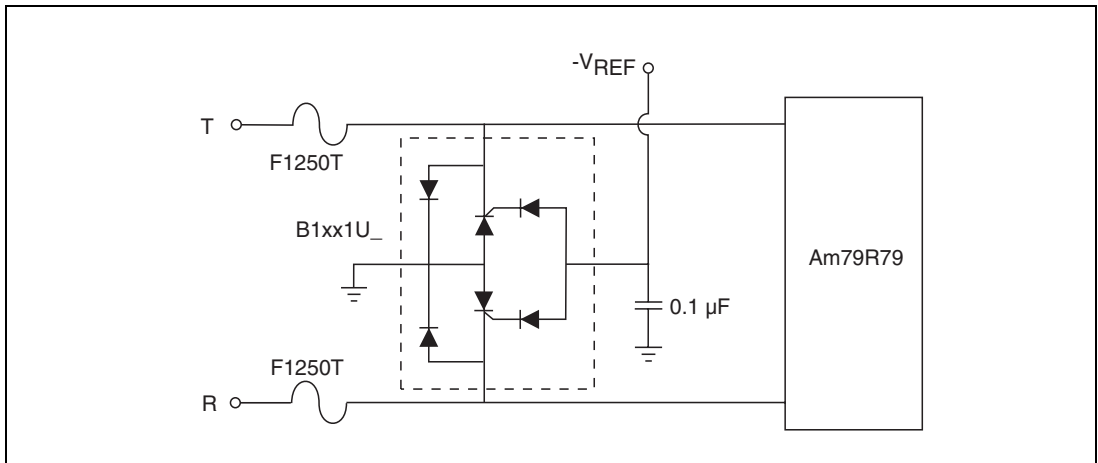 -VREF
T
F1250T
B1xx1U_
Am79R79
0.1 µF
F1250T
R